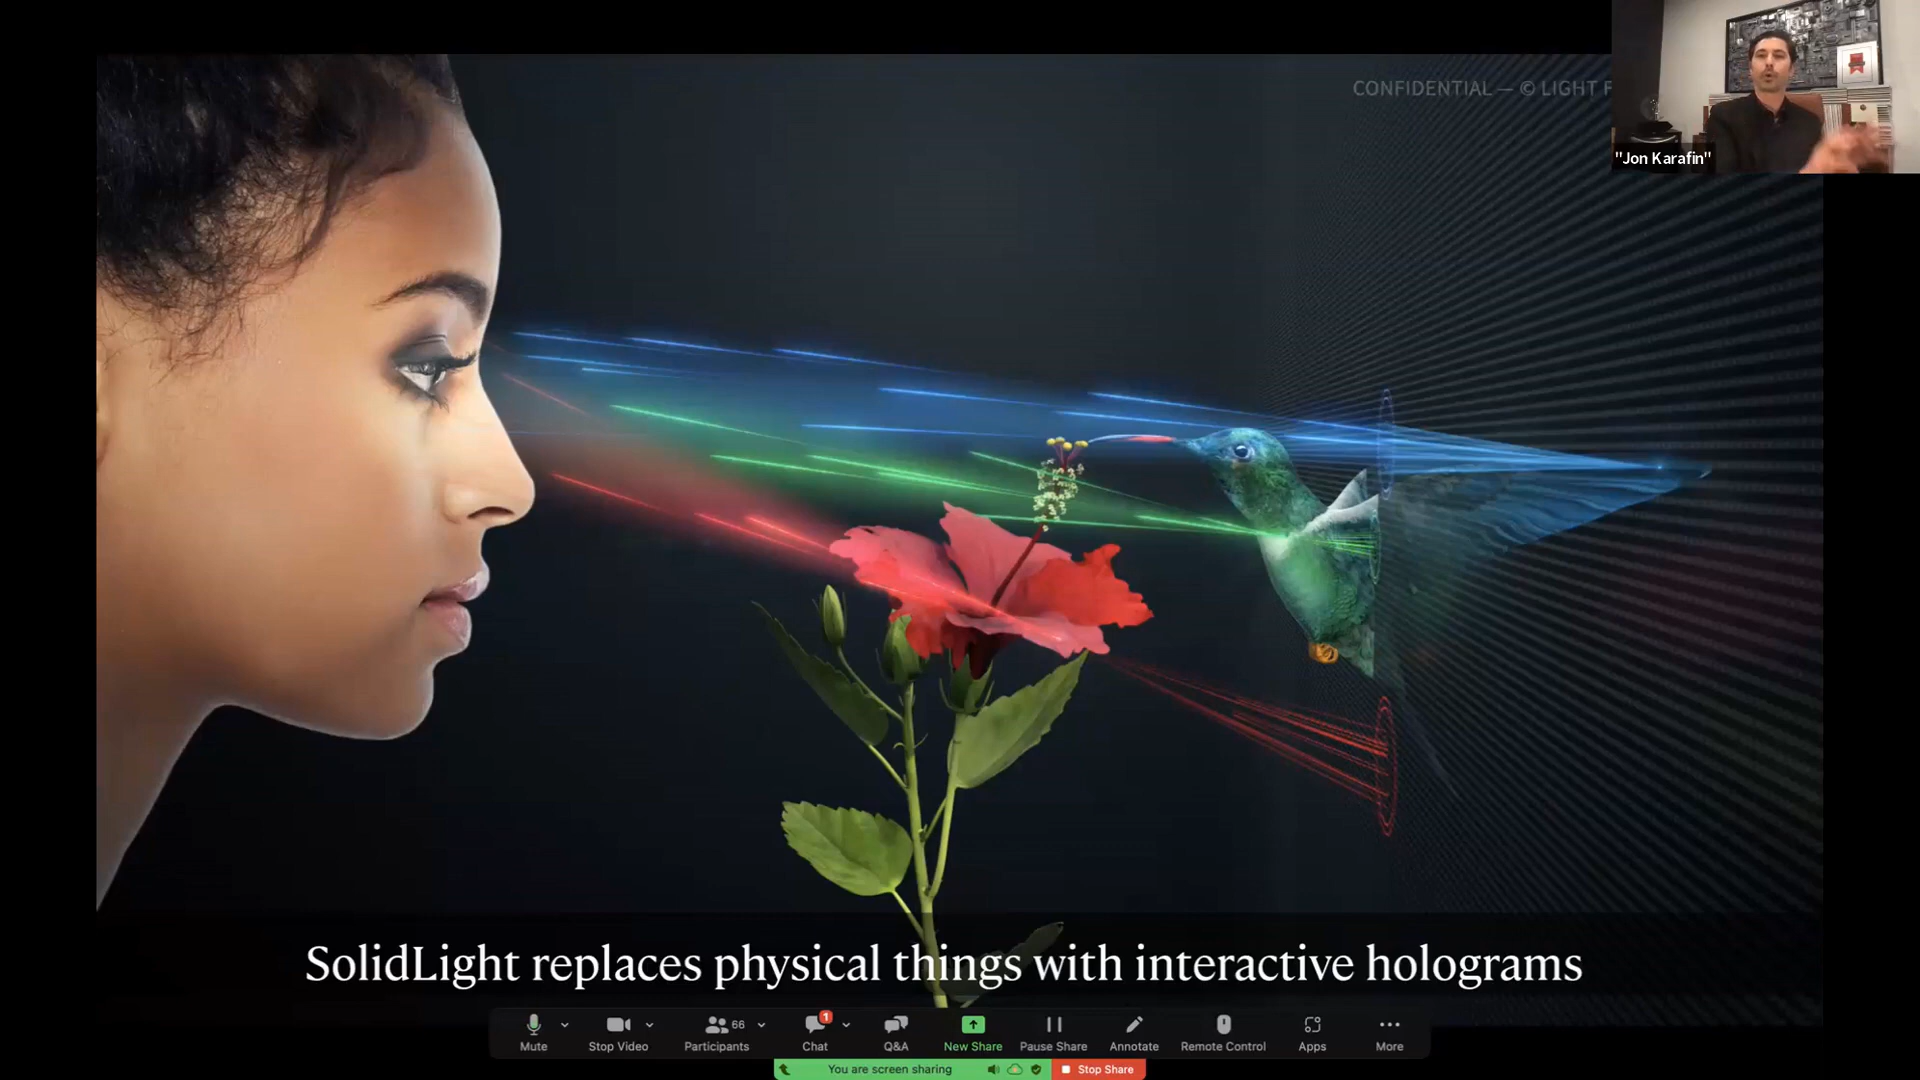 CONFIDENTIAL — © LIGHT F
"Jon Karafin"
SolidLight replaces physical things with interactive holograms
Mute
Stop Video
66
Participants
1
Chat
Q&A
New Share
Pause Share
Annotate
Remote Control
Apps
More
You are screen sharing
Stop Share